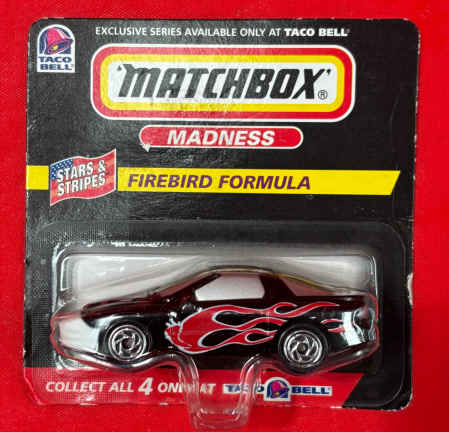 EXCLUSIVE SERIES AVAILABLE ONLY AT TACO BELL®
TACO
BELL®
'MATCHBOX'®
MADNESS
STARS &
STRIPES
FIREBIRD FORMULA
COLLECT ALL 4 ONLY AT TACO BELL